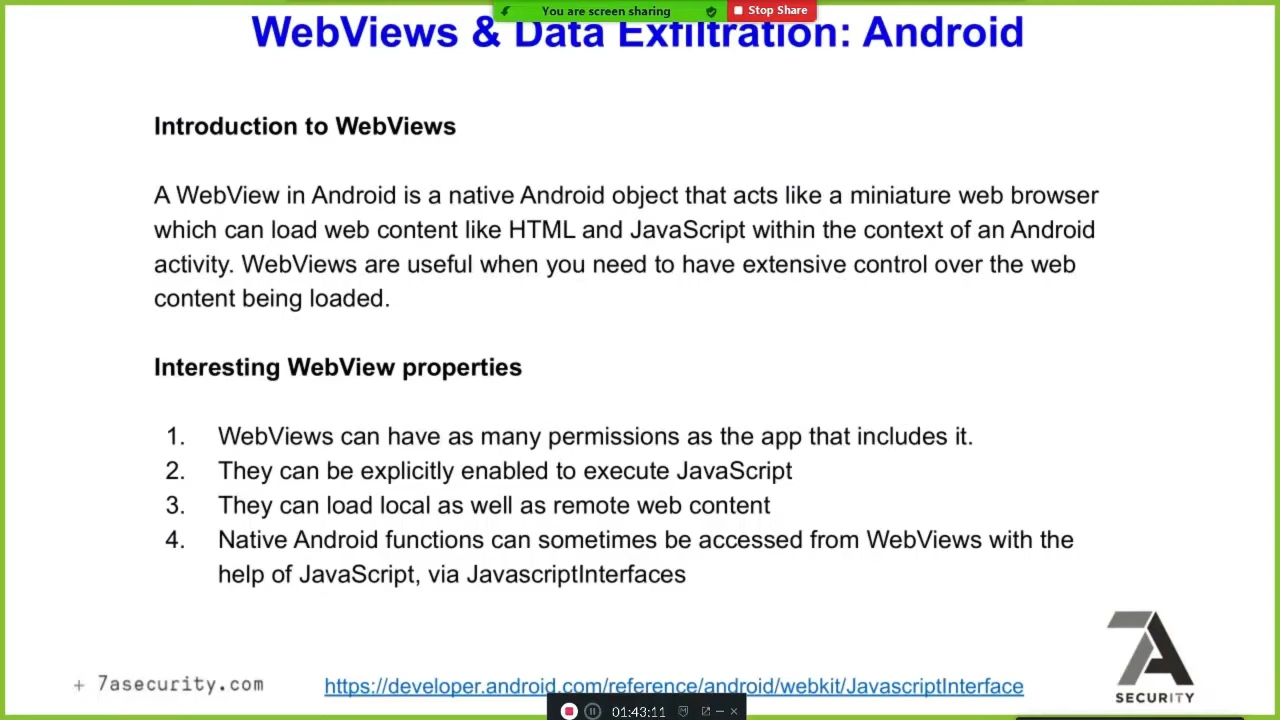 You are screen sharing
Stop Share
WebViews & Data Exfiltration: Android
Introduction to WebViews
A WebView in Android is a native Android object that acts like a miniature web browser
which can load web content like HTML and JavaScript within the context of an Android
activity. WebViews are useful when you need to have extensive control over the web
content being loaded.
Interesting WebView properties
1. WebViews can have as many permissions as the app that includes it.
2. They can be explicitly enabled to execute JavaScript
3. They can load local as well as remote web content
4. Native Android functions can sometimes be accessed from WebViews with the
help of JavaScript, via JavascriptInterfaces
+ 7asecurity.com
https://developer.android.com/reference/android/webkit/JavascriptInterface
7A
SECURITY
01:43:11